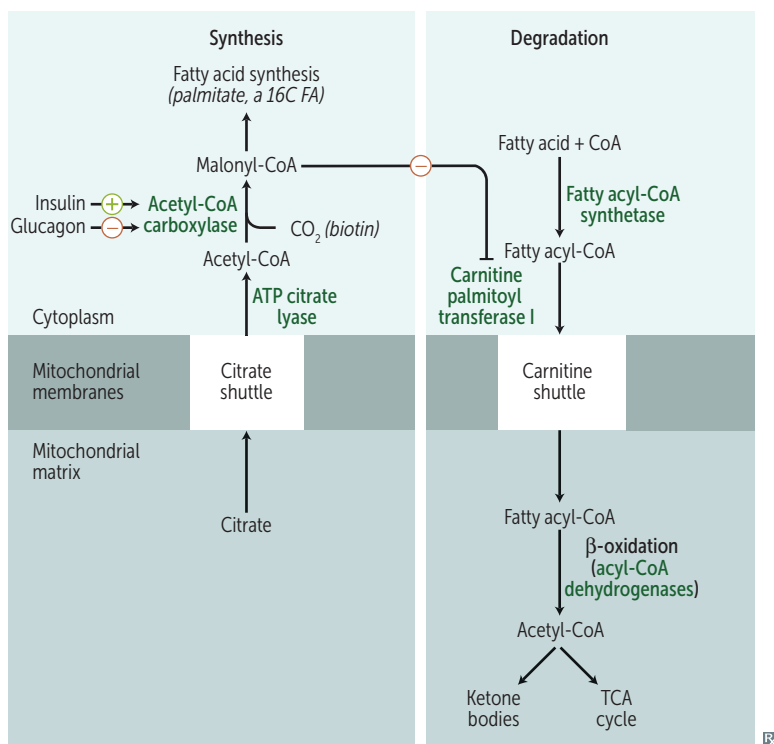 Synthesis
Fatty acid synthesis
(palmitate, a 16C FA)
Malonyl-CoA
−
Insulin
+
Glucagon
−
Acetyl-CoA
carboxylase
CO2 (biotin)
Acetyl-CoA
ATP citrate
lyase
Cytoplasm
Mitochondrial
membranes
Citrate
shuttle
Mitochondrial
matrix
Citrate
Degradation
Fatty acid + CoA
Fatty acyl-CoA
synthetase
Fatty acyl-CoA
Carnitine
palmitoyl
transferase I
Carnitine
shuttle
Fatty acyl-CoA
β-oxidation
(acyl-CoA
dehydrogenases)
Acetyl-CoA
Ketone
bodies
TCA
cycle
R